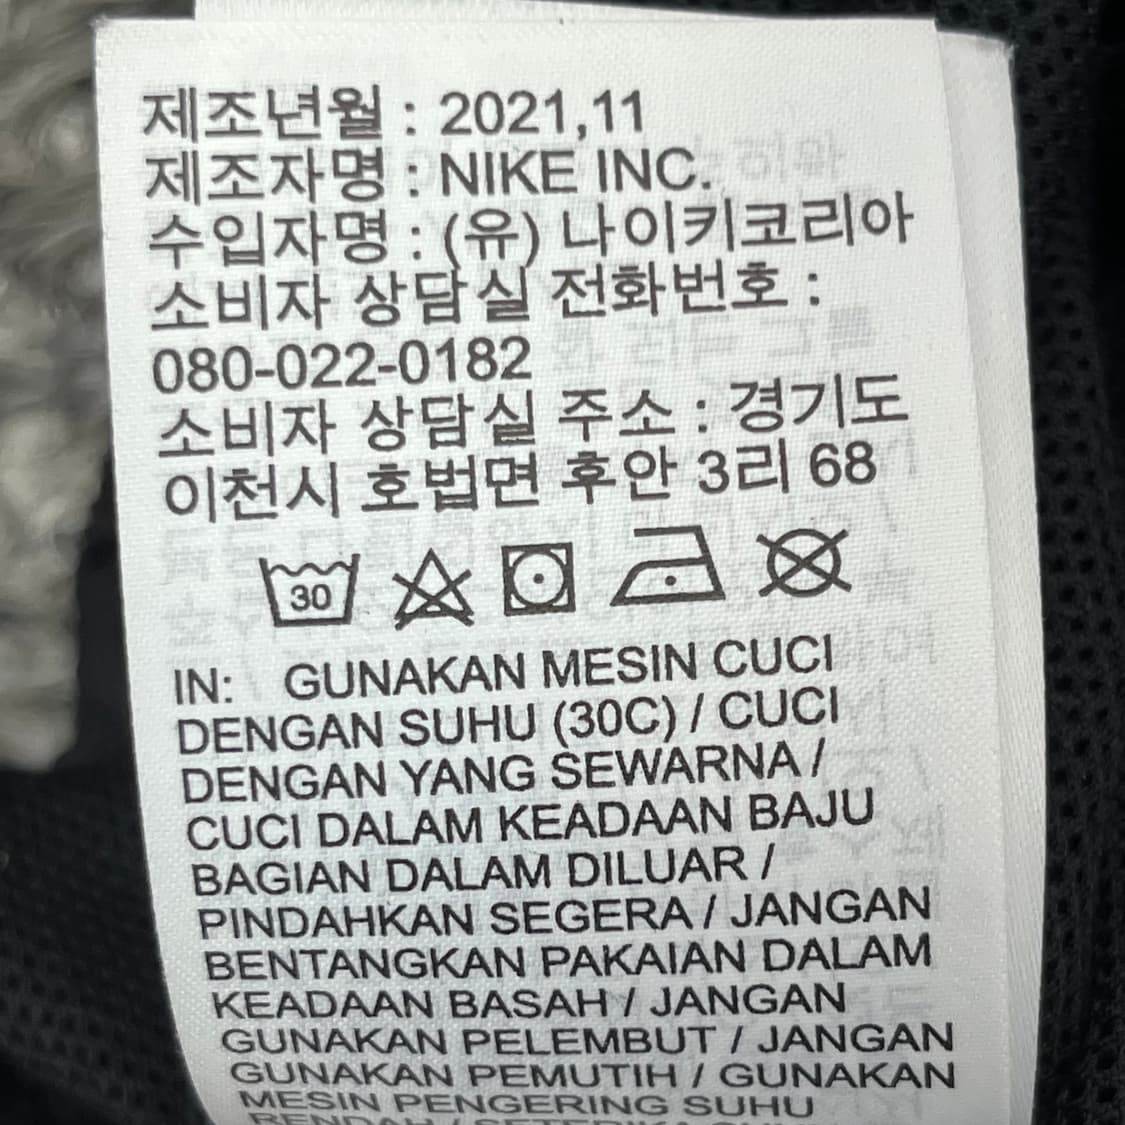 제조년월 : 2021,11
제조자명 : NIKE INC.
수입자명 : (유) 나이키코리아
소비자 상담실 전화번호 :
080-022-0182
소비자 상담실 주소 : 경기도
이천시 호법면 후안 3리 68
30
IN: GUNAKAN MESIN CUCI
DENGAN SUHU (30C) / CUCI
DENGAN YANG SEWARNA /
CUCI DALAM KEADAAN BAJU
BAGIAN DALAM DILUAR /
PINDAHKAN SEGERA / JANGAN
BENTANGKAN PAKAIAN DALAM
KEADAAN BASAH / JANGAN
GUNAKAN PELEMBUT / JANGAN
GUNAKAN PEMUTIH / GUNAKAN
MESIN PENGERING SUHU